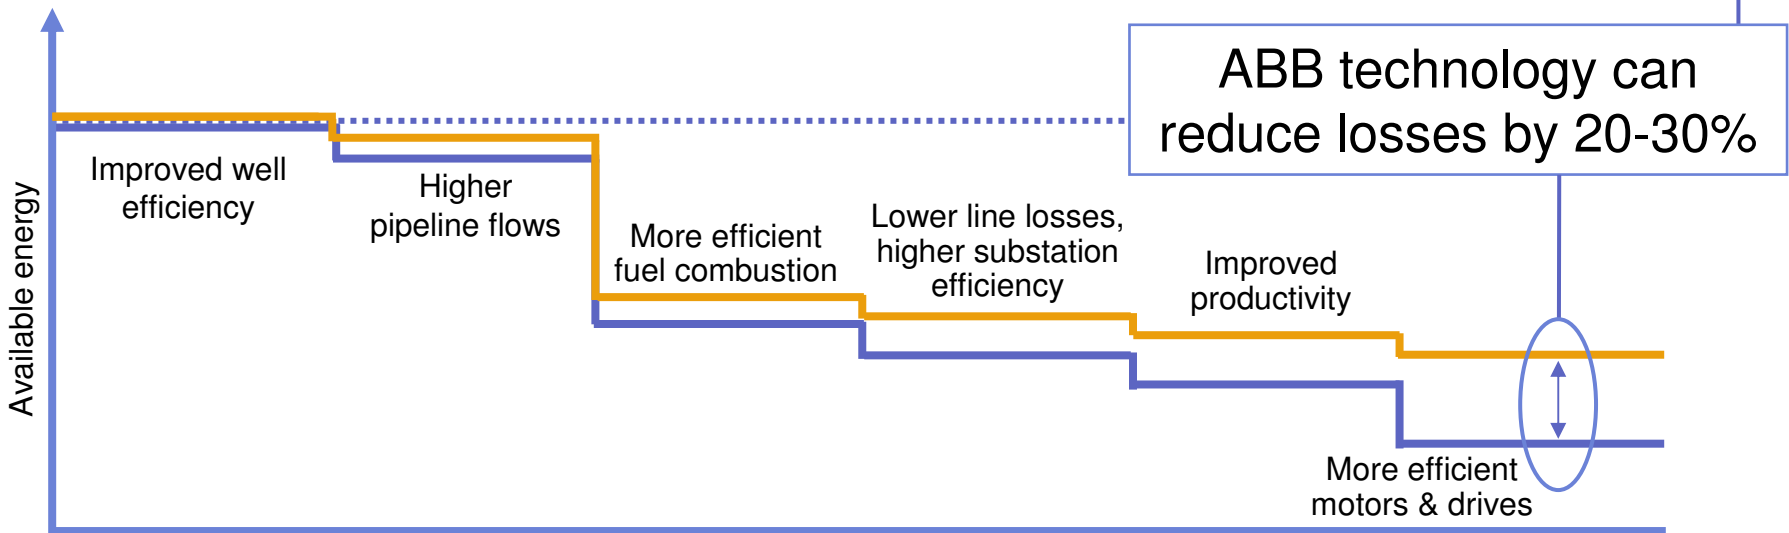 ABB technology can
reduce losses by 20-30%
Available energy
Improved well
efficiency
Higher
pipeline flows
More efficient
fuel combustion
Lower line losses,
higher substation
efficiency
Improved
productivity
More efficient
motors & drives